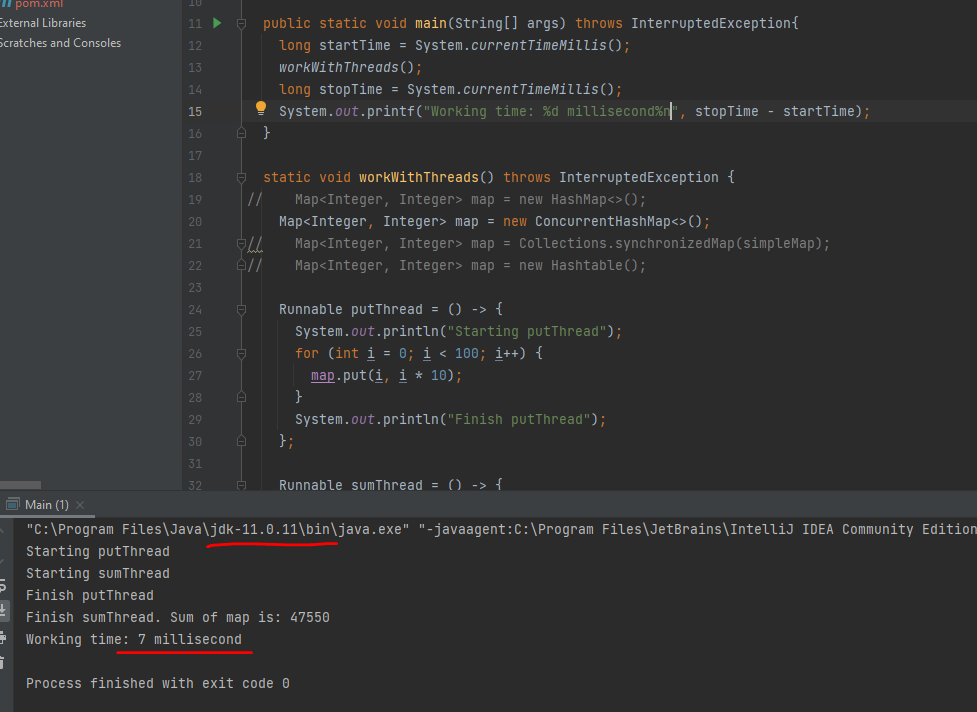 pom.xml
External Libraries
Scratches and Consoles
10
11 public static void main(String[] args) throws InterruptedException{
12 long startTime = System.currentTimeMillis();
13 workWithThreads();
14 long stopTime = System.currentTimeMillis();
15 System.out.printf("Working time: %d millisecond%n", stopTime - startTime);
16 }
17
18 static void workWithThreads() throws InterruptedException {
19 // Map<Integer, Integer> map = new HashMap<>();
20 Map<Integer, Integer> map = new ConcurrentHashMap<>();
21 // Map<Integer, Integer> map = Collections.synchronizedMap(simpleMap);
22 // Map<Integer, Integer> map = new Hashtable();
23
24 Runnable putThread = () -> {
25 System.out.println("Starting putThread");
26 for (int i = 0; i < 100; i++) {
27 map.put(i, i * 10);
28 }
29 System.out.println("Finish putThread");
30 };
31
32 Runnable sumThread = () -> {
Main (1) ×
"C:\Program Files\Java\jdk-11.0.11\bin\java.exe" "-javaagent:C:\Program Files\JetBrains\IntelliJ IDEA Community Edition
Starting putThread
Starting sumThread
Finish putThread
Finish sumThread. Sum of map is: 47550
Working time: 7 millisecond
Process finished with exit code 0